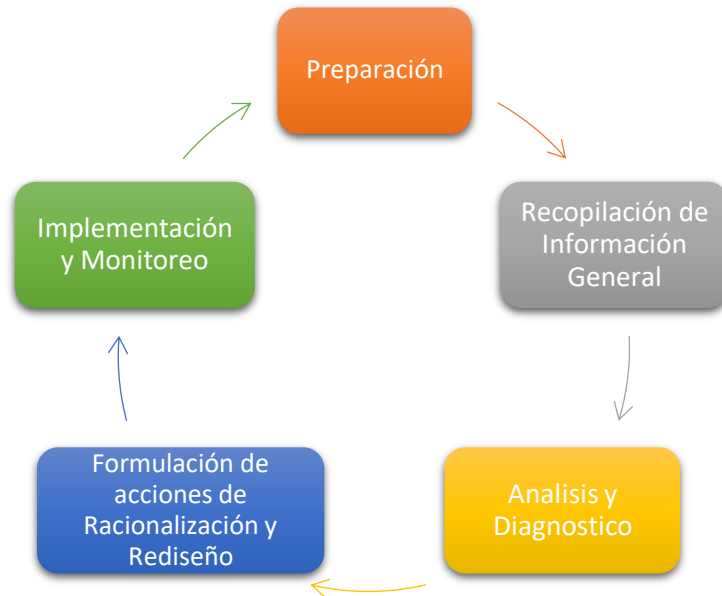 Preparación
Recopilación de
Información
General
Analisis y
Diagnostico
Formulación de
acciones de
Racionalización y
Rediseño
Implementación
y Monitoreo